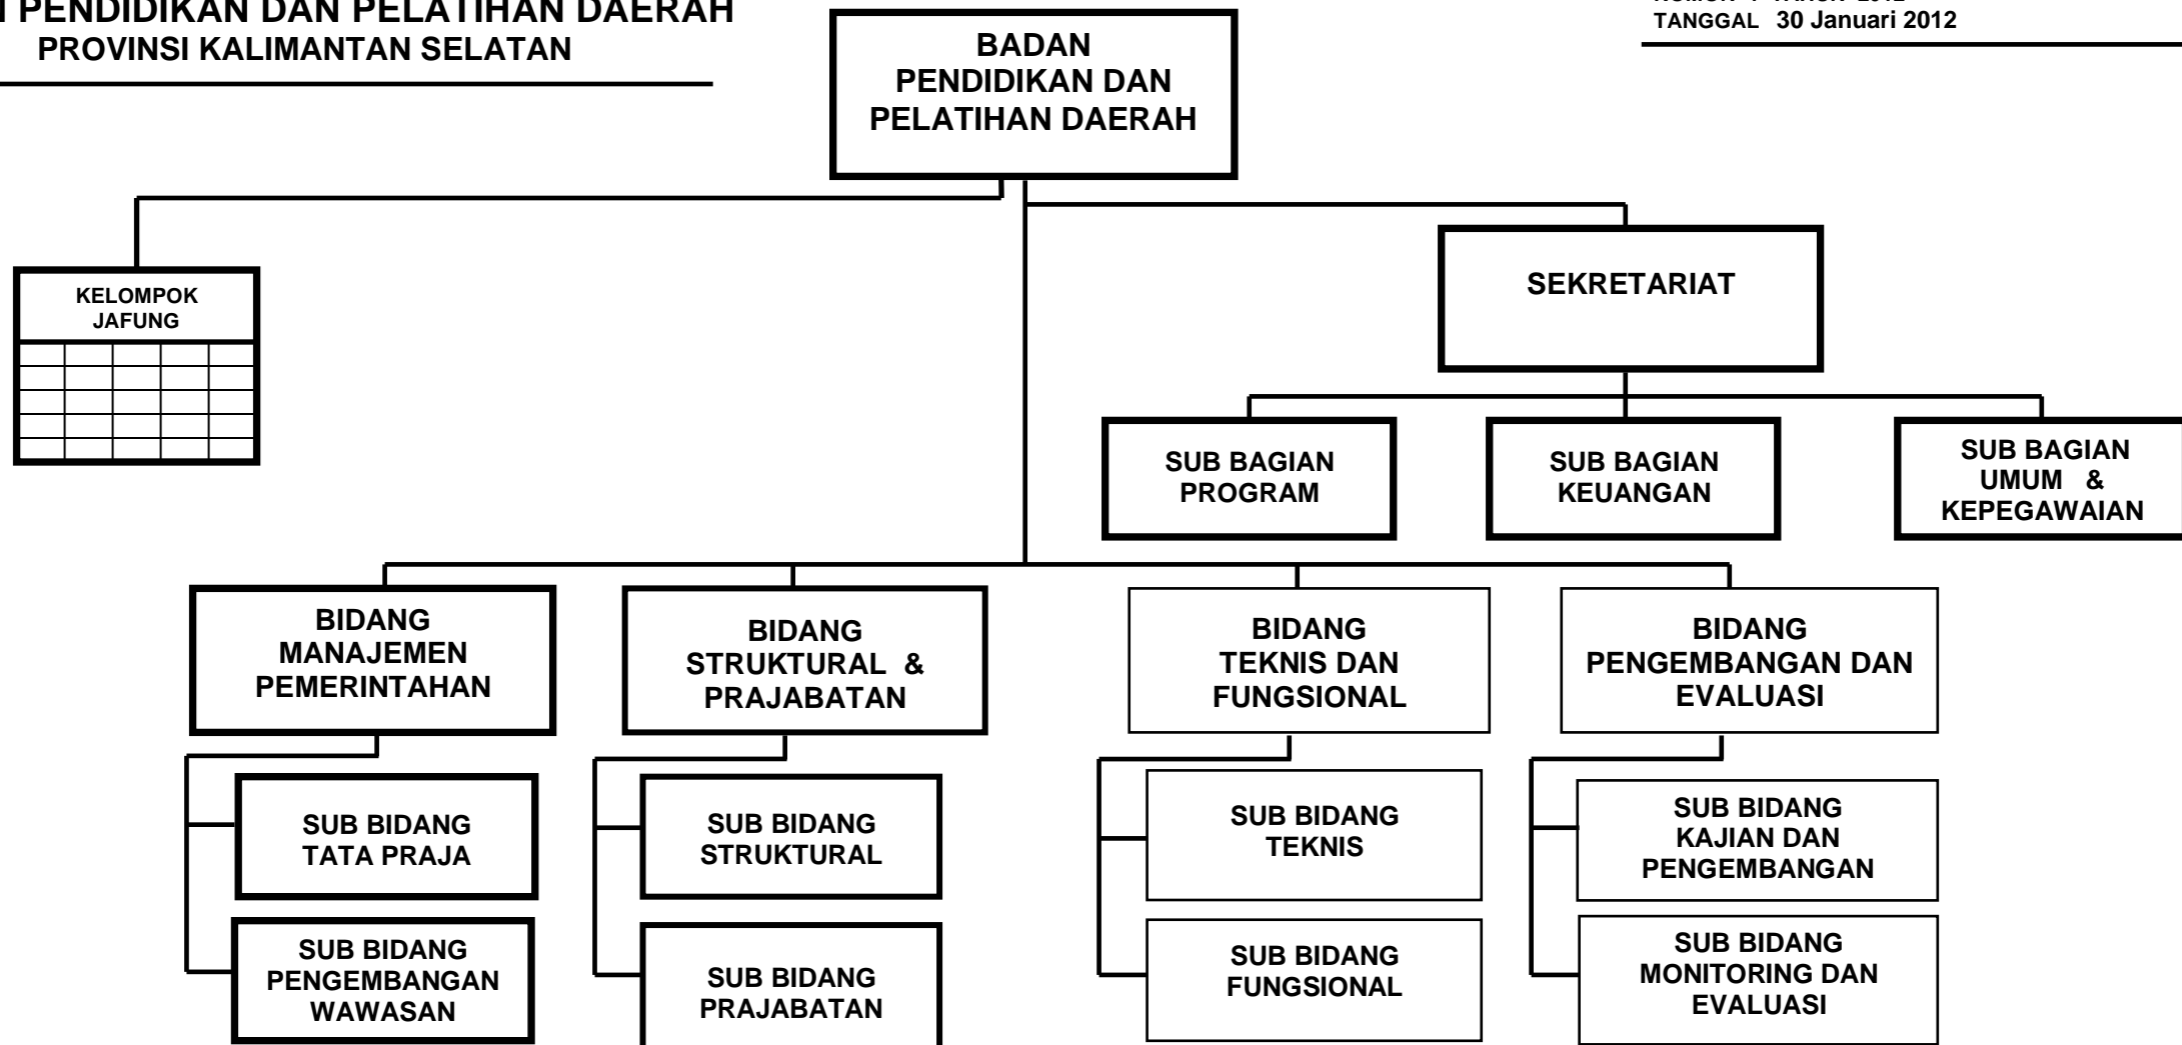 PENDIDIKAN DAN PELATIHAN DAERAH
PROVINSI KALIMANTAN SELATAN
TANGGAL 30 Januari 2012
BADAN
PENDIDIKAN DAN
PELATIHAN DAERAH
KELOMPOK
JAFUNG
SEKRETARIAT
SUB BAGIAN
PROGRAM
SUB BAGIAN
KEUANGAN
SUB BAGIAN
UMUM &
KEPEGAWAIAN
BIDANG
MANAJEMEN
PEMERINTAHAN
BIDANG
STRUKTURAL &
PRAJABATAN
BIDANG
TEKNIS DAN
FUNGSIONAL
BIDANG
PENGEMBANGAN DAN
EVALUASI
SUB BIDANG
TATA PRAJA
SUB BIDANG
STRUKTURAL
SUB BIDANG
TEKNIS
SUB BIDANG
KAJIAN DAN
PENGEMBANGAN
SUB BIDANG
PENGEMBANGAN
WAWASAN
SUB BIDANG
PRAJABATAN
SUB BIDANG
FUNGSIONAL
SUB BIDANG
MONITORING DAN
EVALUASI